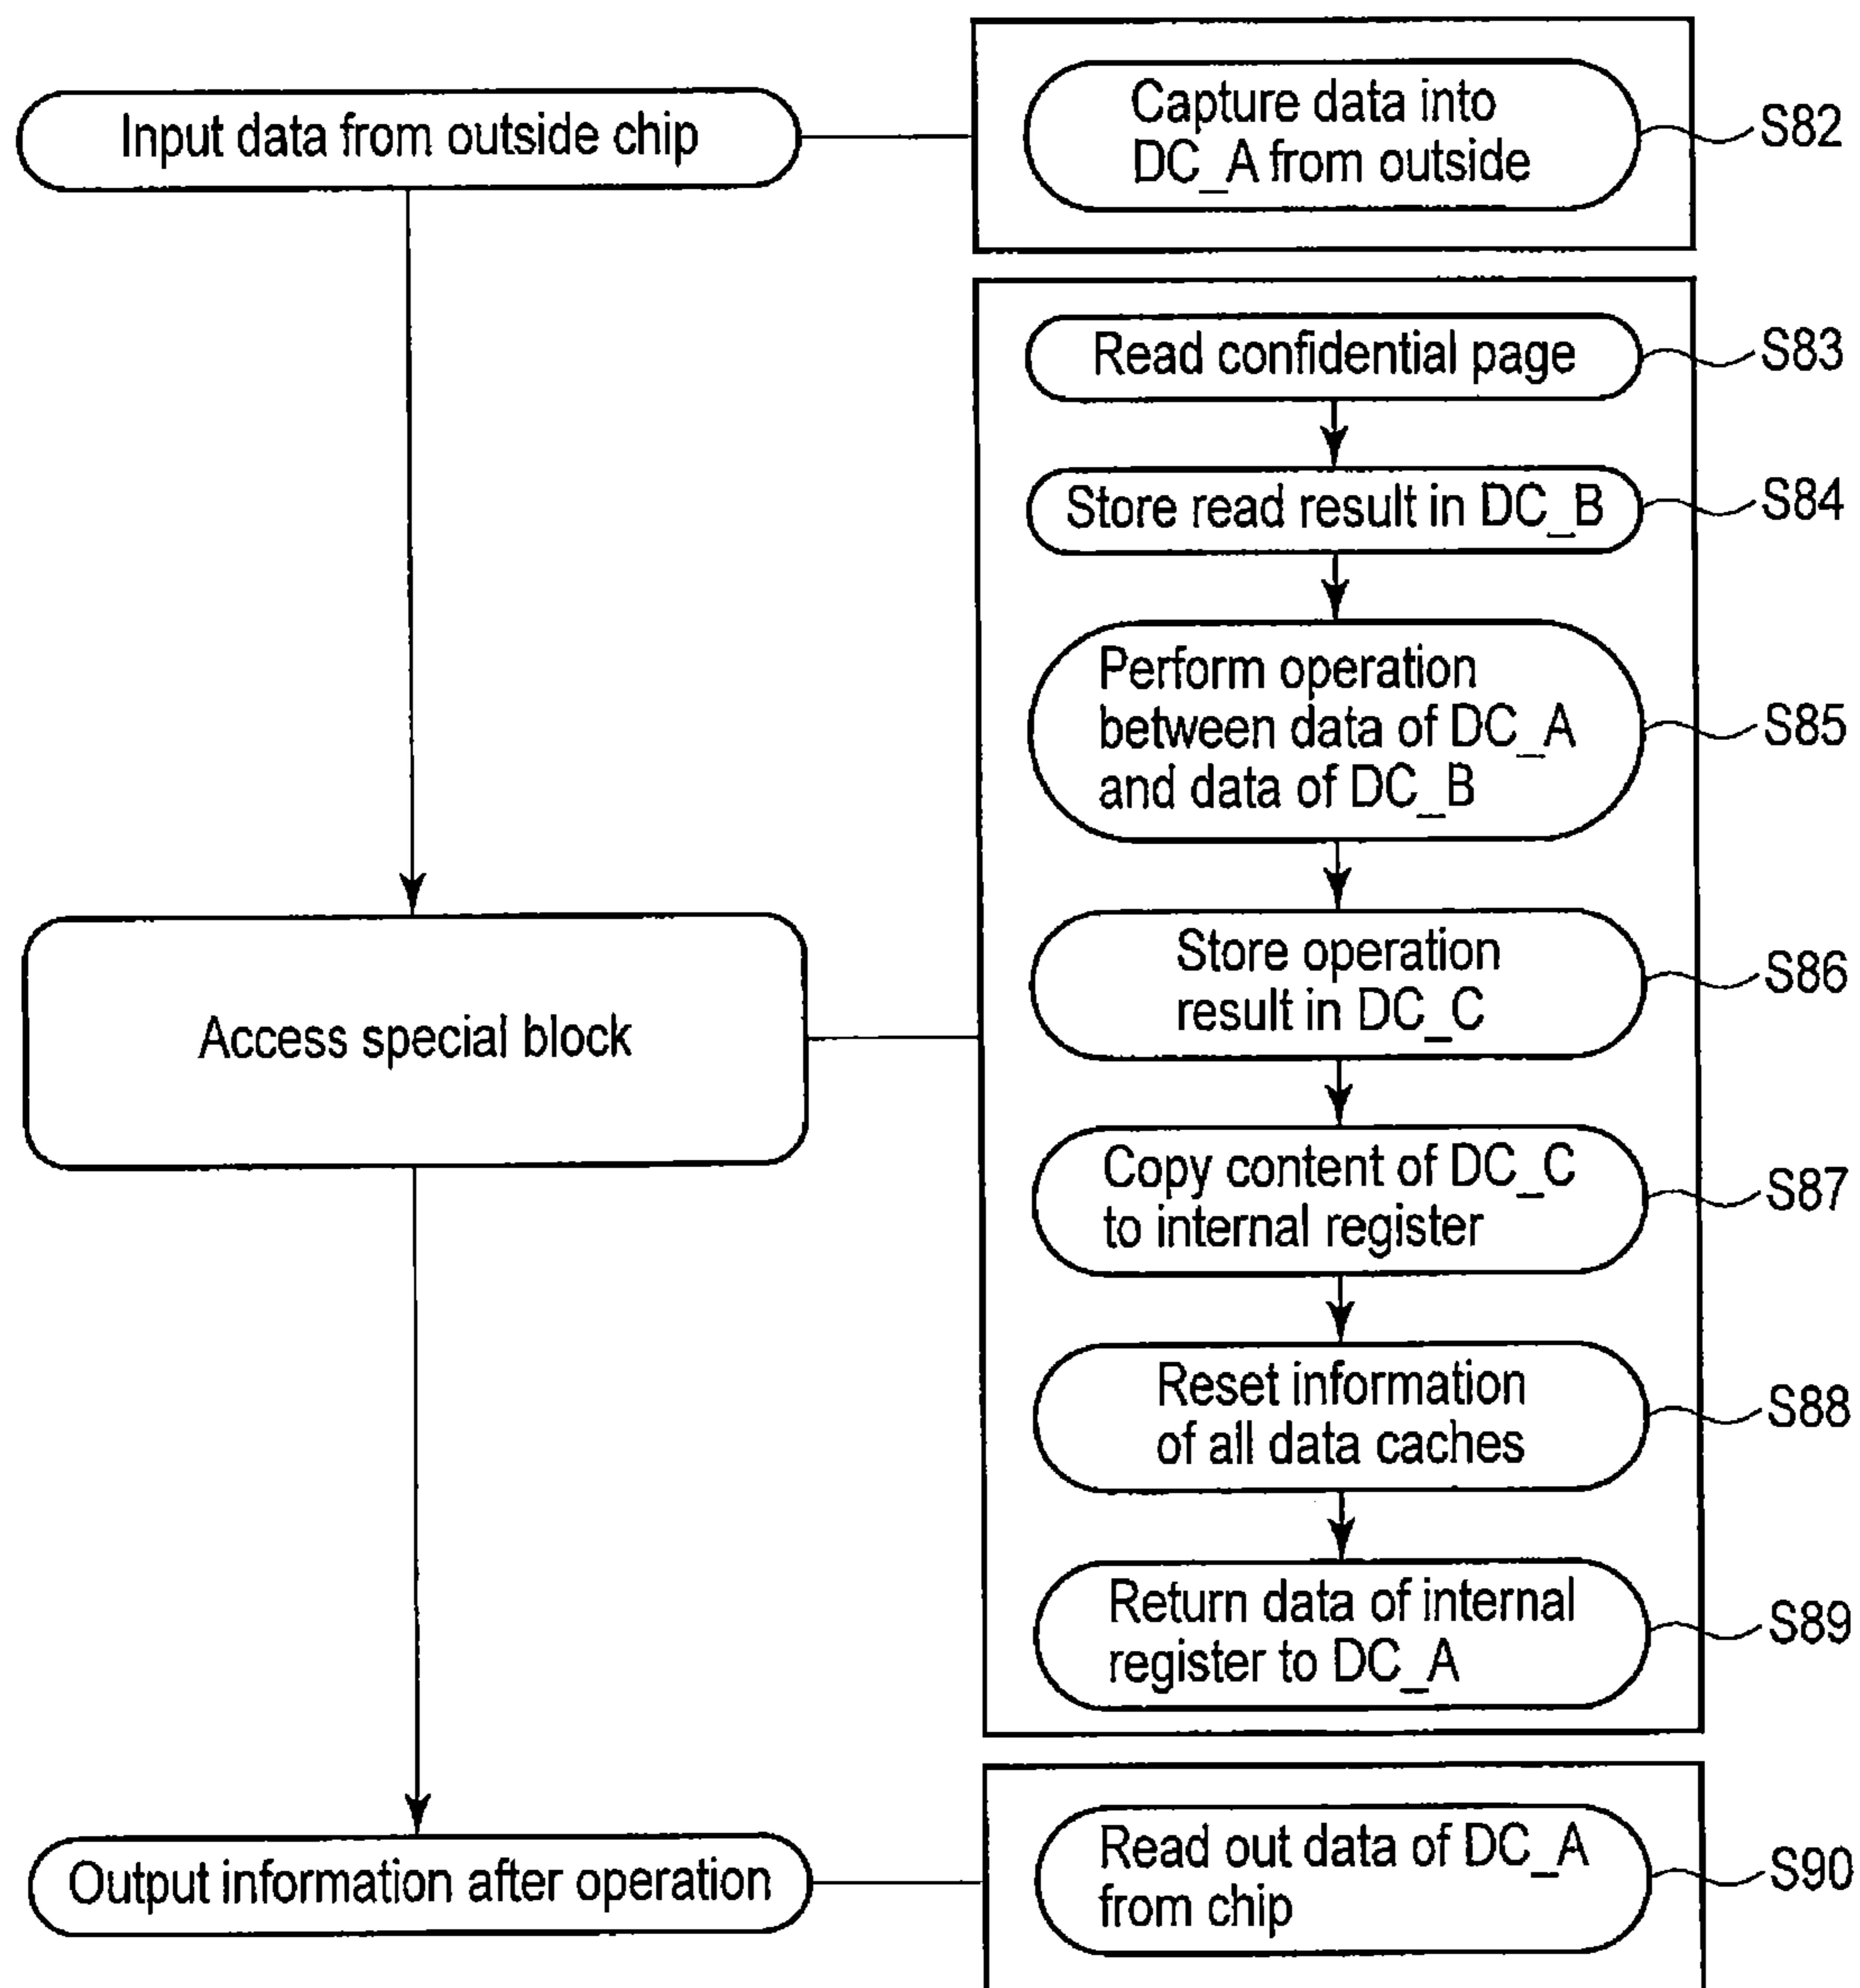 Input data from outside chip
Capture data into
DC_A from outside
S82
Read confidential page
S83
Store read result in DC_B
S84
Perform operation
between data of DC_A
and data of DC_B
S85
Access special block
Store operation
result in DC_C
S86
Copy content of DC_C
to internal register
S87
Reset information
of all data caches
S88
Return data of internal
register to DC_A
S89
Output information after operation
Read out data of DC_A
from chip
S90